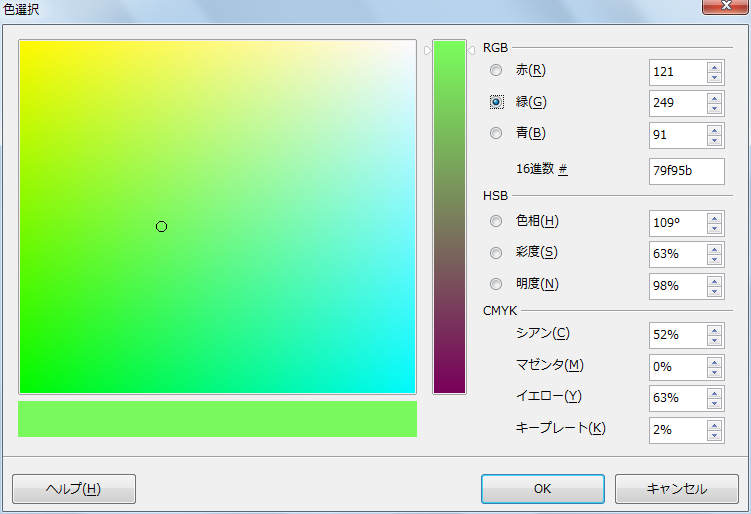 色選択
RGB
赤(R) 121
緑(G) 249
青(B) 91
16進数 # 79f95b
HSB
色相(H) 109º
彩度(S) 63%
明度(N) 98%
CMYK
シアン(C) 52%
マゼンタ(M) 0%
イエロー(Y) 63%
キープレート(K) 2%
ヘルプ(H) OK キャンセル